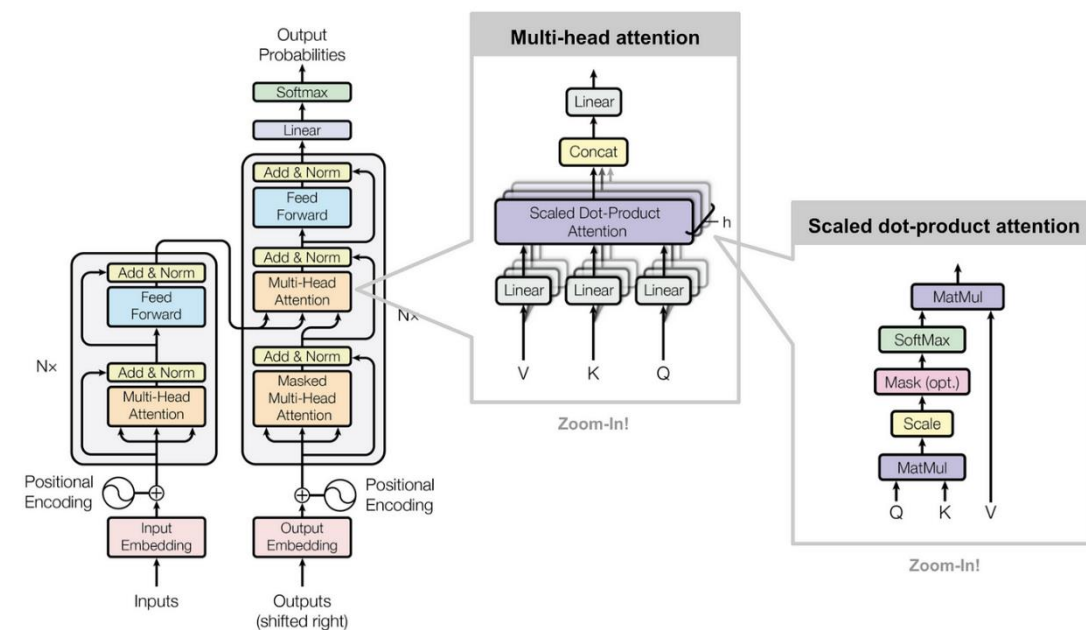 Output
Probabilities
Softmax
Linear
Add & Norm
Feed
Forward
Add & Norm
Multi-Head
Attention
Nx
Add & Norm
Masked
Multi-Head
Attention
Add & Norm
Feed
Forward
Nx
Add & Norm
Multi-Head
Attention
Positional
Encoding
Positional
Encoding
Input
Embedding
Output
Embedding
Inputs
Outputs
(shifted right)
Multi-head attention
Linear
Concat
Scaled Dot-Product
Attention
h
Linear
Linear
Linear
V
K
Q
Zoom-In!
Scaled dot-product attention
MatMul
SoftMax
Mask (opt.)
Scale
MatMul
Q
K
V
Zoom-In!